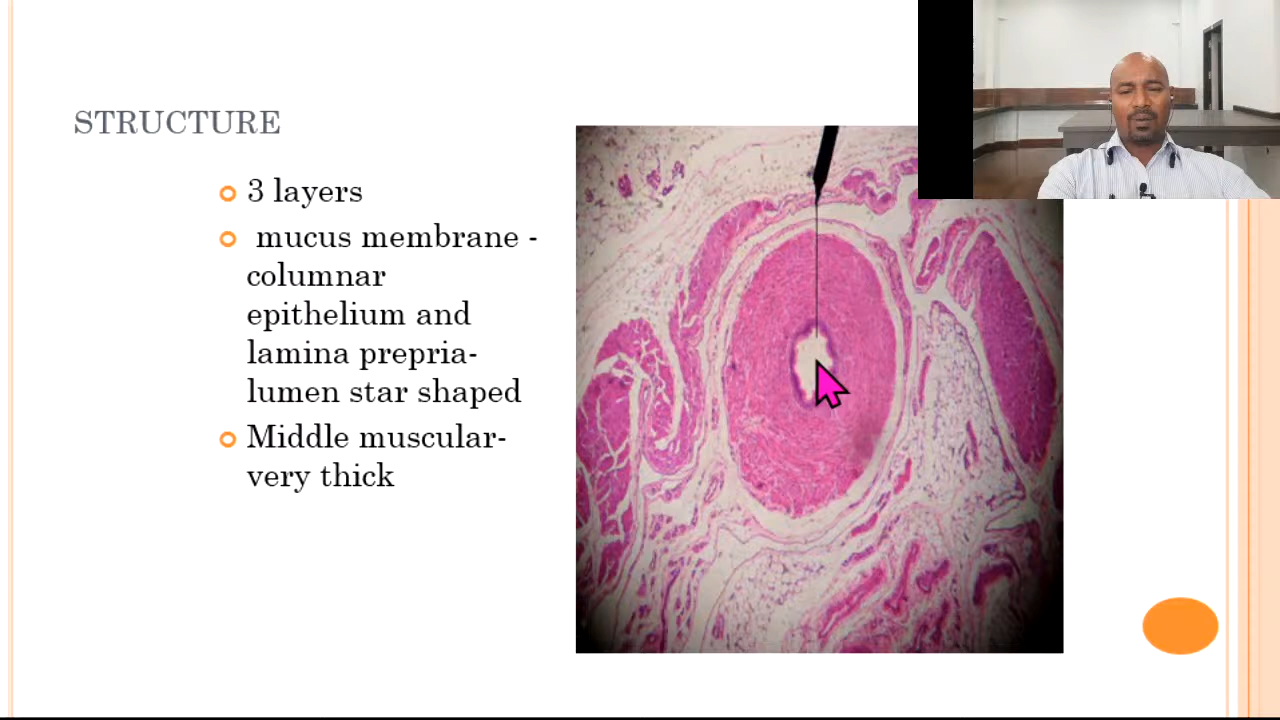 STRUCTURE
3 layers
mucus membrane -
columnar
epithelium and
lamina prepria-
lumen star shaped
Middle muscular-
very thick